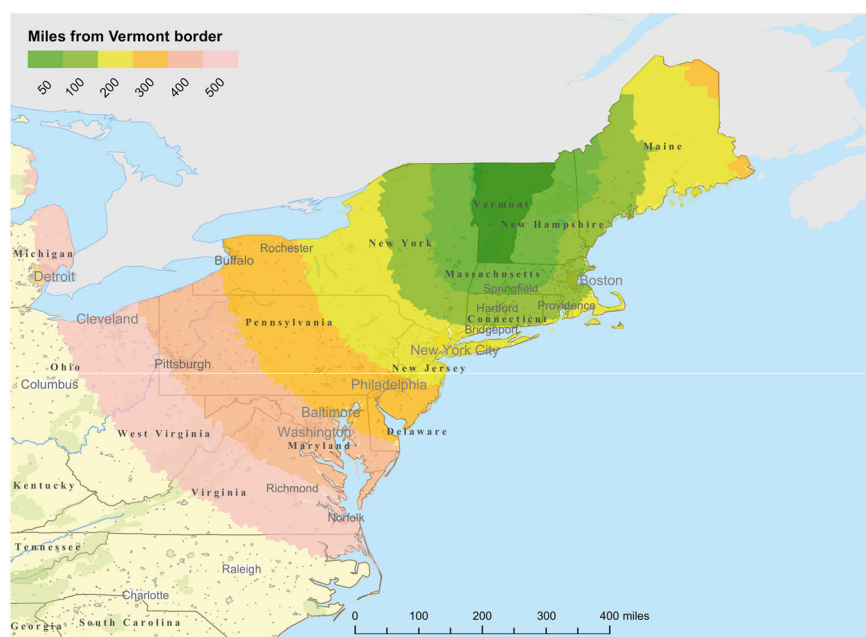 Miles from Vermont border
50 100 200 300 400 500
Maine
Vermont
New Hampshire
New York
Rochester
Buffalo
Michigan
Detroit
Massachusetts
Boston
Springfield
Hartford
Providence
Connecticut
Bridgeport
Cleveland
Pennsylvania
New York City
Pittsburgh
Ohio
New Jersey
Columbus
Philadelphia
Baltimore
West Virginia
Washington
Delaware
Maryland
Kentucky
Virginia
Richmond
Norfolk
Tennessee
Raleigh
Charlotte
Georgia
South Carolina
0 100 200 300 400 miles